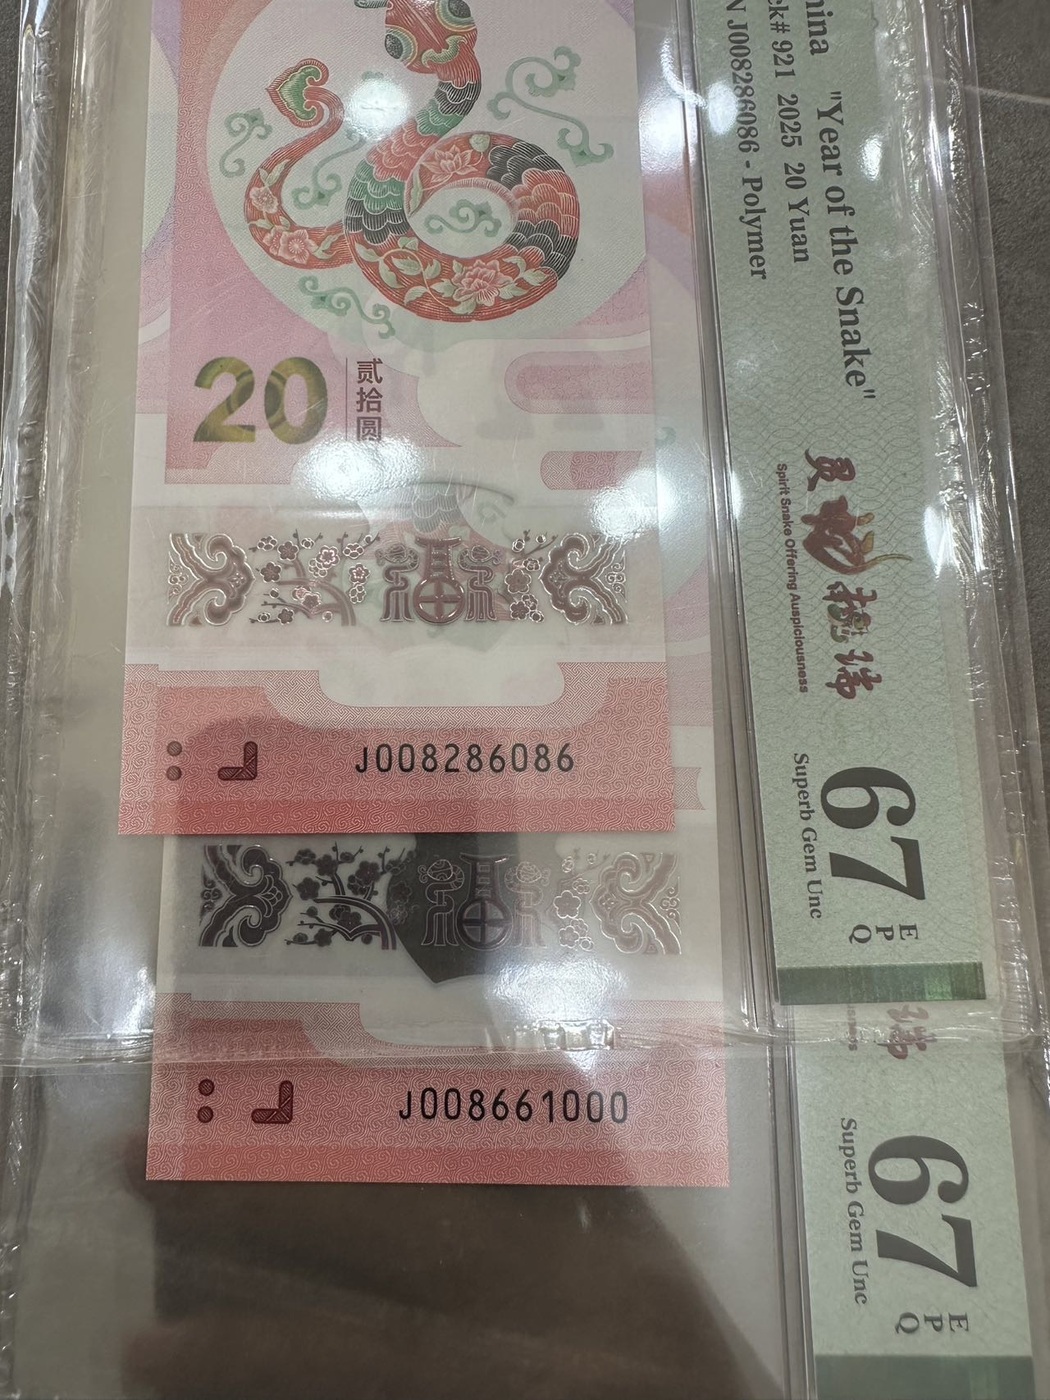 20
贰拾圆
J008286086
J008661000
"Year of the Snake"
2025 20 Yuan
J008286086 - Polymer
Spirit Snake Offering Auspiciousness
67
EPQ
Superb Gem Unc
瑞
67
EPQ
Superb Gem Unc